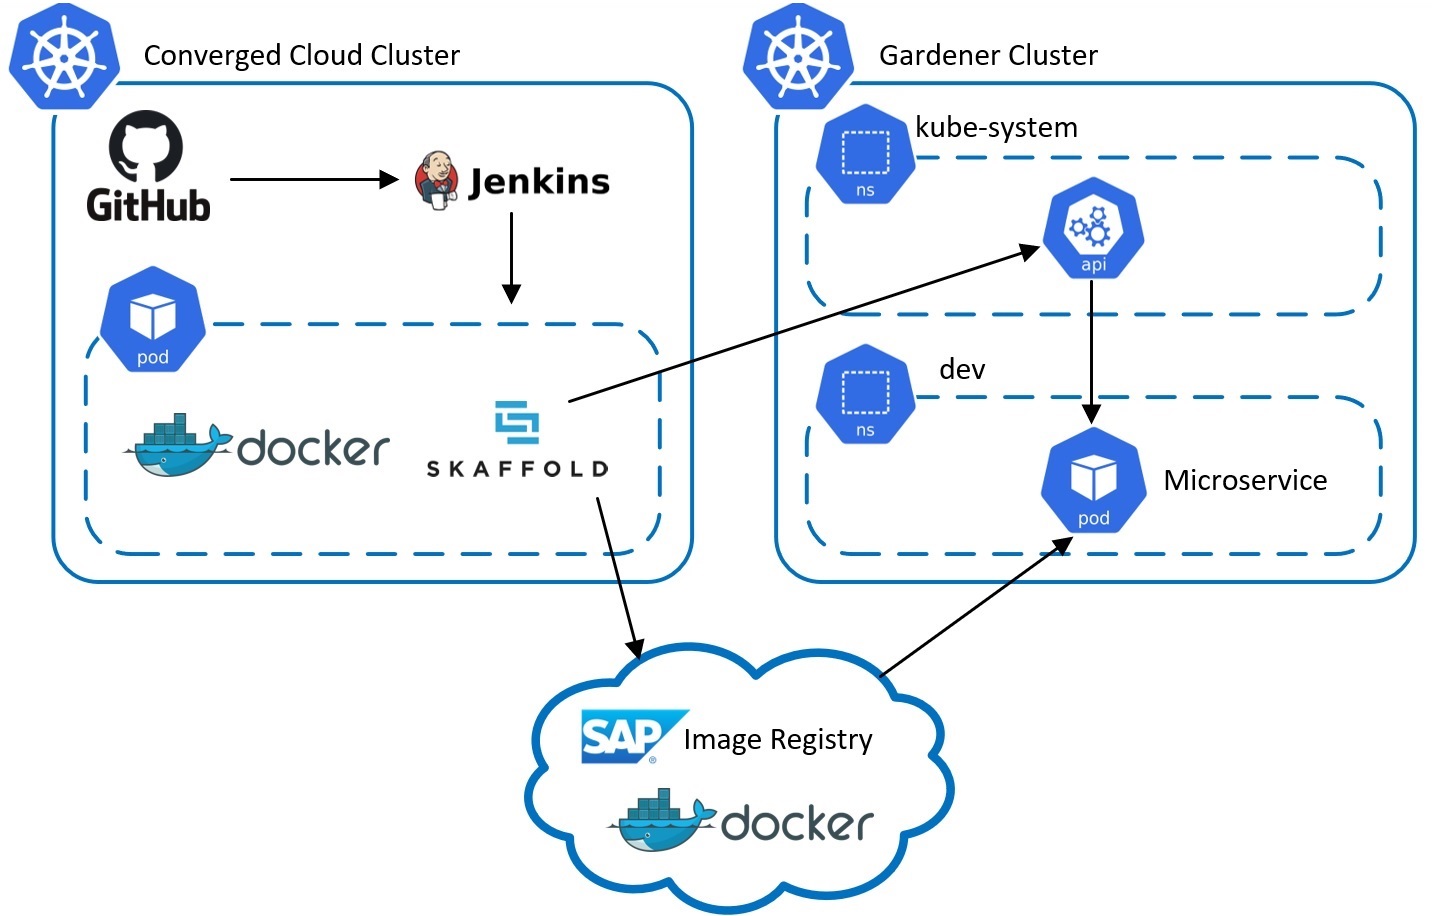 Converged Cloud Cluster
GitHub
Jenkins
pod
docker
SKAFFOLD
Gardener Cluster
kube-system
ns
api
dev
ns
Microservice
pod
SAP ®
Image Registry
docker